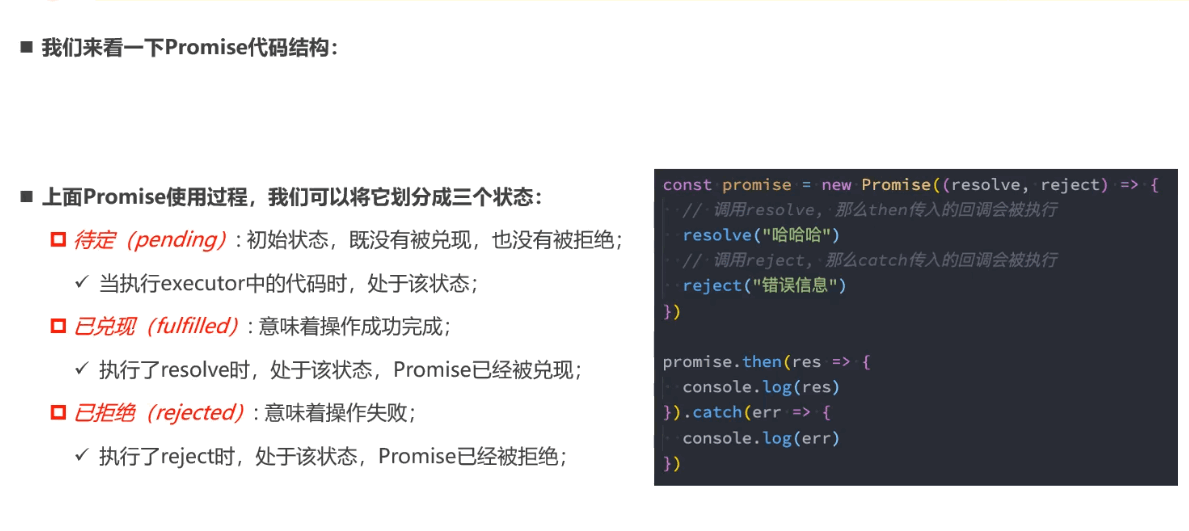 我们来看一下Promise代码结构：
上面Promise使用过程，我们可以将它划分成三个状态：
待定（pending）: 初始状态，既没有被兑现，也没有被拒绝；
当执行executor中的代码时，处于该状态；
已兑现（fulfilled）: 意味着操作成功完成；
执行了resolve时，处于该状态，Promise已经被兑现；
已拒绝（rejected）: 意味着操作失败；
执行了reject时，处于该状态，Promise已经被拒绝；
const promise = new Promise((resolve, reject) => {
// 调用resolve, 那么then传入的回调会被执行
resolve("哈哈哈")
// 调用reject, 那么catch传入的回调会被执行
reject("错误信息")
})
promise.then(res => {
console.log(res)
}).catch(err => {
console.log(err)
})